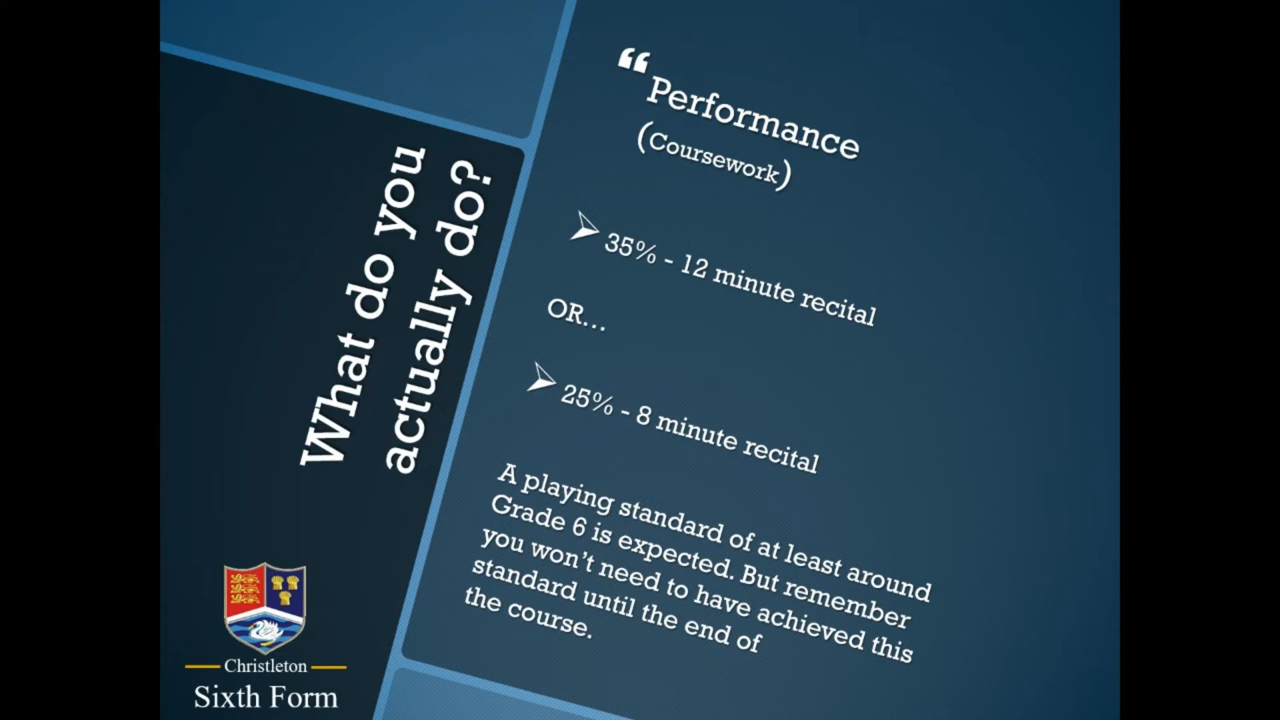 What do you
actually do?
“
Performance
(Coursework)
35% - 12 minute recital
OR…
25% - 8 minute recital
A playing standard of at least around
Grade 6 is expected. But remember
you won’t need to have achieved this
standard until the end of
the course.
Christleton
Sixth Form